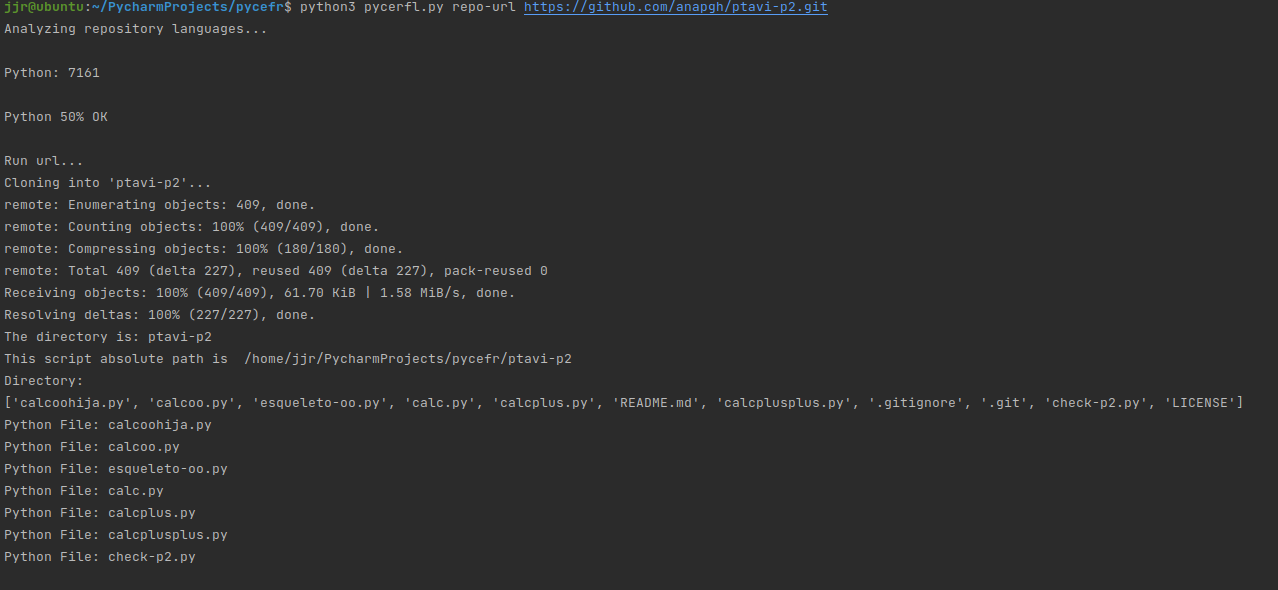 jjr@ubuntu:~/PycharmProjects/pycefr$ python3 pycerfl.py repo-url https://github.com/anapgh/ptavi-p2.git
Analyzing repository languages...
Python: 7161
Python 50% OK
Run url...
Cloning into 'ptavi-p2'...
remote: Enumerating objects: 409, done.
remote: Counting objects: 100% (409/409), done.
remote: Compressing objects: 100% (180/180), done.
remote: Total 409 (delta 227), reused 409 (delta 227), pack-reused 0
Receiving objects: 100% (409/409), 61.70 KiB | 1.58 MiB/s, done.
Resolving deltas: 100% (227/227), done.
The directory is: ptavi-p2
This script absolute path is  /home/jjr/PycharmProjects/pycefr/ptavi-p2
Directory:
['calcoohija.py', 'calcoo.py', 'esqueleto-oo.py', 'calc.py', 'calcplus.py', 'README.md', 'calcplusplus.py', '.gitignore', '.git', 'check-p2.py', 'LICENSE']
Python File: calcoohija.py
Python File: calcoo.py
Python File: esqueleto-oo.py
Python File: calc.py
Python File: calcplus.py
Python File: calcplusplus.py
Python File: check-p2.py